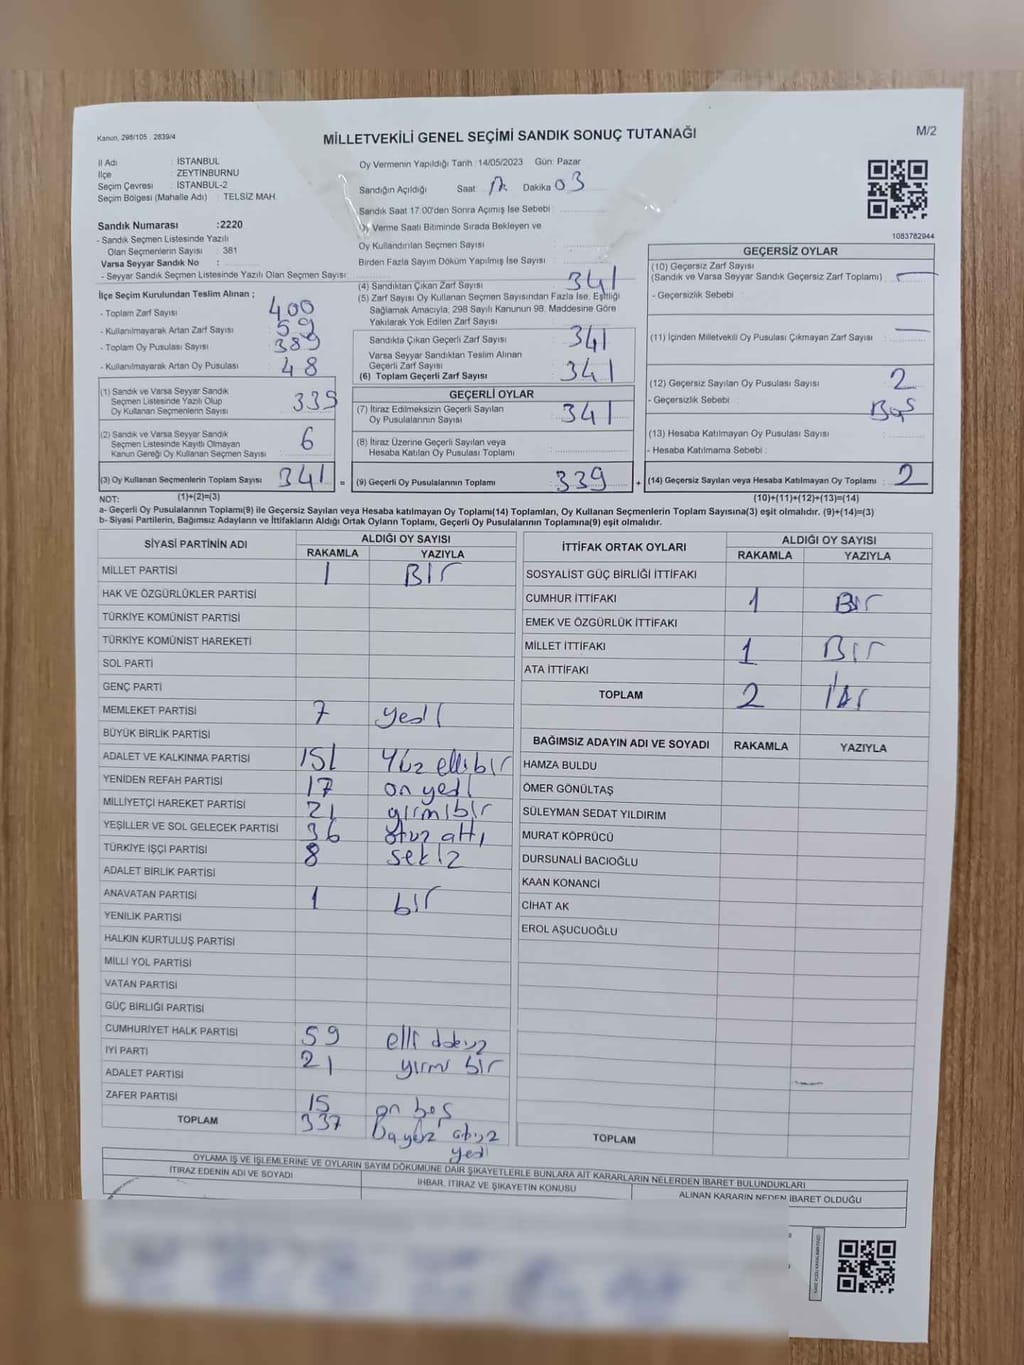 Kanun, 298/105 . 2839/4
MİLLETVEKİLİ GENEL SEÇİMİ SANDIK SONUÇ TUTANAĞI
M/2
İl Adı : İSTANBUL
İlçe : ZEYTİNBURNU
Seçim Çevresi : İSTANBUL-2
Seçim Bölgesi (Mahalle Adı) : TELSİZ MAH.
Oy Vermenin Yapıldığı Tarih : 14/05/2023 Gün: Pazar
Sandığın Açıldığı Saat: Dakika 03
Sandık Saat 17:00'den Sonra Açımış İse Sebebi :
Oy Verme Saati Bitiminde Sırada Bekleyen ve
Oy Kullandırılan Seçmen Sayısı :
Birden Fazla Sayım Döküm Yapılmış İse Sayısı :
1083782944
Sandık Numarası :2220
- Sandık Seçmen Listesinde Yazılı
Olan Seçmenlerin Sayısı : 381
Varsa Seyyar Sandık No :
- Seyyar Sandık Seçmen Listesinde Yazılı Olan Seçmen Sayısı:
İlçe Seçim Kurulundan Teslim Alınan ;
- Toplam Zarf Sayısı : 400
- Kullanılmayarak Artan Zarf Sayısı : 59
- Toplam Oy Pusulası Sayısı : 389
- Kullanılmayarak Artan Oy Pusulası : 48
(1) Sandık ve Varsa Seyyar Sandık
Seçmen Listesinde Yazılı Olup
Oy Kullanan Seçmenlerin Sayısı : 335
(2) Sandık ve Varsa Seyyar Sandık
Seçmen Listesinde Kayıtlı Olmayan
Kanun Gereği Oy Kullanan Seçmen Sayısı : 6
(3) Oy Kullanan Seçmenlerin Toplam Sayısı : 341
(4) Sandıktan Çıkan Zarf Sayısı : 341
(5) Zarf Sayısı Oy Kullanan Seçmen Sayısından Fazla İse, Eşitliği
Sağlamak Amacıyla, 298 Sayılı Kanunun 98. Maddesine Göre
Yakılarak Yok Edilen Zarf Sayısı :
Sandıkta Çıkan Geçerli Zarf Sayısı : 341
Varsa Seyyar Sandıktan Teslim Alınan
Geçerli Zarf Sayısı :
(6) Toplam Geçerli Zarf Sayısı : 341
GEÇERLİ OYLAR
(7) İtiraz Edilmeksizin Geçerli Sayılan
Oy Pusulalarının Sayısı : 341
(8) İtiraz Üzerine Geçerli Sayılan veya
Hesaba Katılan Oy Pusulası Toplamı :
= (9) Geçerli Oy Pusulalarının Toplamı : 339 +
GEÇERSİZ OYLAR
(10) Geçersiz Zarf Sayısı
(Sandık ve Varsa Seyyar Sandık Geçersiz Zarf Toplamı) :
- Geçersizlik Sebebi :
(11) İçinden Milletvekili Oy Pusulası Çıkmayan Zarf Sayısı :
(12) Geçersiz Sayılan Oy Pusulası Sayısı : 2
- Geçersizlik Sebebi : Boş
(13) Hesaba Katılmayan Oy Pusulası Sayısı :
- Hesaba Katılmama Sebebi :
(14) Geçersiz Sayılan veya Hesaba Katılmayan Oy Toplamı : 2
NOT: (1)+(2)=(3)
(10)+(11)+(12)+(13)=(14)
a- Geçerli Oy Pusulalarının Toplamı(9) ile Geçersiz Sayılan veya Hesaba katılmayan Oy Toplamı(14) Toplamları, Oy Kullanan Seçmenlerin Toplam Sayısına(3) eşit olmalıdır. (9)+(14)=(3)
b- Siyasi Partilerin, Bağımsız Adayların ve İttifakların Aldığı Ortak Oyların Toplamı, Geçerli Oy Pusulalarının Toplamına(9) eşit olmalıdır.
SİYASİ PARTİNİN ADI
ALDIĞI OY SAYISI
RAKAMLA YAZIYLA
MİLLET PARTİSİ 1 Bir
HAK VE ÖZGÜRLÜKLER PARTİSİ
TÜRKİYE KOMÜNİST PARTİSİ
TÜRKİYE KOMÜNİST HAREKETİ
SOL PARTİ
GENÇ PARTİ
MEMLEKET PARTİSİ 7 yedi
BÜYÜK BİRLİK PARTİSİ
ADALET VE KALKINMA PARTİSİ 151 Yüz ellibir
YENİDEN REFAH PARTİSİ 17 on yedi
MİLLİYETÇİ HAREKET PARTİSİ 21 yirmibir
YEŞİLLER VE SOL GELECEK PARTİSİ 36 otuz altı
TÜRKİYE İŞÇİ PARTİSİ 8 sekiz
ADALET BİRLİK PARTİSİ
ANAVATAN PARTİSİ 1 bir
YENİLİK PARTİSİ
HALKIN KURTULUŞ PARTİSİ
MİLLİ YOL PARTİSİ
VATAN PARTİSİ
GÜÇ BİRLİĞİ PARTİSİ
CUMHURİYET HALK PARTİSİ 59 elli dokuz
İYİ PARTİ 21 yirmi bir
ADALET PARTİSİ
ZAFER PARTİSİ 15 on beş
TOPLAM 337 otuz
yedi
İTTİFAK ORTAK OYLARI
ALDIĞI OY SAYISI
RAKAMLA YAZIYLA
SOSYALİST GÜÇ BİRLİĞİ İTTİFAKI
CUMHUR İTTİFAKI 1 Bir
EMEK VE ÖZGÜRLÜK İTTİFAKI
MİLLET İTTİFAKI 1 Bir
ATA İTTİFAKI
TOPLAM 2 iki
BAĞIMSIZ ADAYIN ADI VE SOYADI RAKAMLA YAZIYLA
HAMZA BULDU
ÖMER GÖNÜLTAŞ
SÜLEYMAN SEDAT YILDIRIM
MURAT KÖPRÜCÜ
DURSUNALİ BACIOĞLU
KAAN KONANCİ
CİHAT AK
EROL AŞUCUOĞLU
TOPLAM
OYLAMA İŞ VE İŞLEMLERİNE VE OYLARIN SAYIM DÖKÜMÜNE DAİR ŞİKAYETLERLE BUNLARA AİT KARARLARIN NELERDEN İBARET BULUNDUKLARI
İTİRAZ EDENİN ADI VE SOYADI
İHBAR, İTİRAZ VE ŞİKAYETİN KONUSU
ALINAN KARARIN NEDEN İBARET OLDUĞU